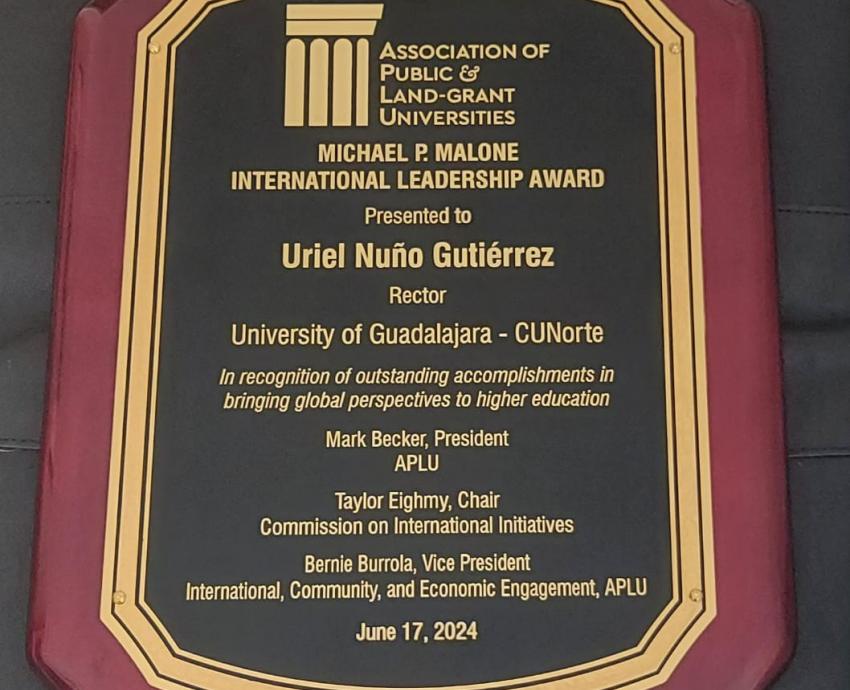 ASSOCIATION OF
PUBLIC &
LAND-GRANT
UNIVERSITIES
MICHAEL P. MALONE
INTERNATIONAL LEADERSHIP AWARD
Presented to
Uriel Nuño Gutiérrez
Rector
University of Guadalajara - CUNorte
In recognition of outstanding accomplishments in
bringing global perspectives to higher education
Mark Becker, President
APLU
Taylor Eighmy, Chair
Commission on International Initiatives
Bernie Burrola, Vice President
International, Community, and Economic Engagement, APLU
June 17, 2024